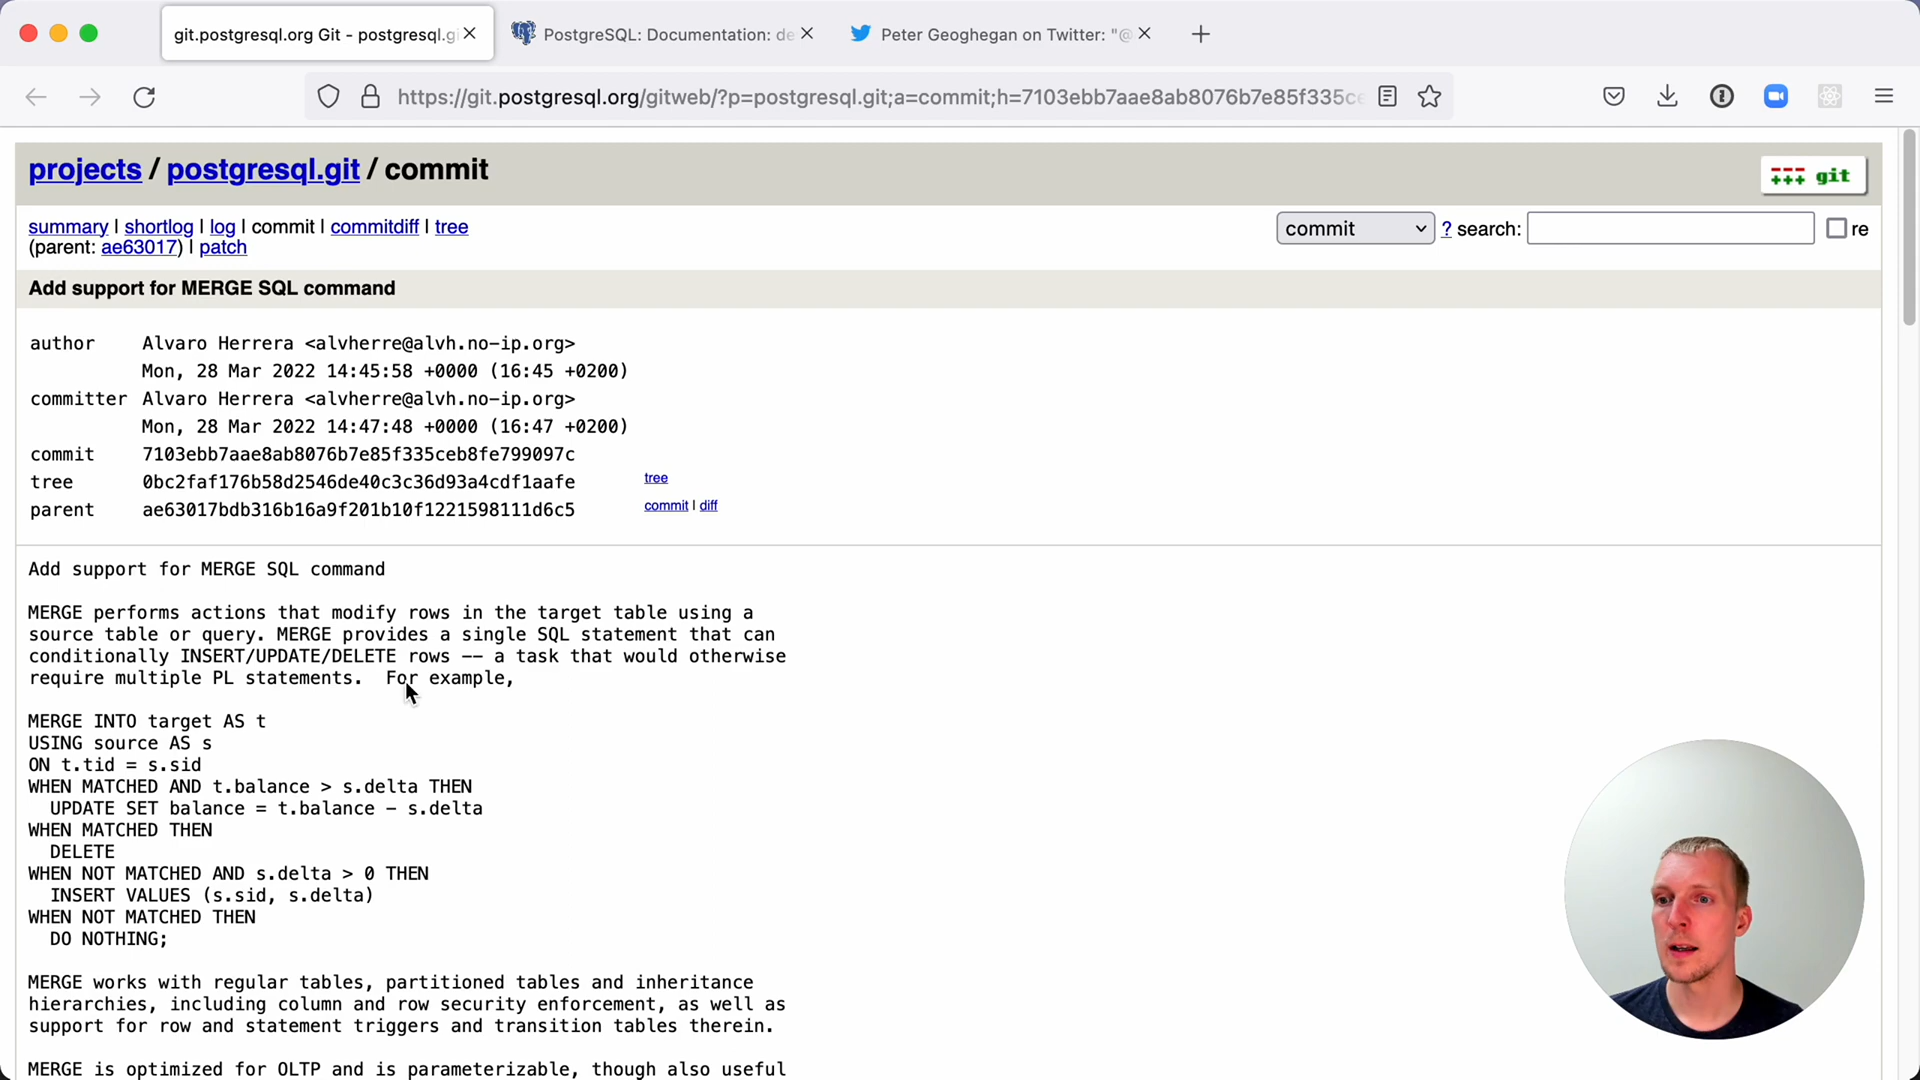 git.postgresql.org Git - postgresql.gi
PostgreSQL: Documentation: de
Peter Geoghegan on Twitter: "@
https://git.postgresql.org/gitweb/?p=postgresql.git;a=commit;h=7103ebb7aae8ab8076b7e85f335ce
projects / postgresql.git / commit
git
summary | shortlog | log | commit | commitdiff | tree
(parent: ae63017) | patch
commit ? search: re
Add support for MERGE SQL command
author Alvaro Herrera <alvherre@alvh.no-ip.org>
Mon, 28 Mar 2022 14:45:58 +0000 (16:45 +0200)
committer Alvaro Herrera <alvherre@alvh.no-ip.org>
Mon, 28 Mar 2022 14:47:48 +0000 (16:47 +0200)
commit 7103ebb7aae8ab8076b7e85f335ceb8fe799097c
tree 0bc2faf176b58d2546de40c3c36d93a4cdf1aafe tree
parent ae63017bdb316b16a9f201b10f1221598111d6c5 commit | diff
Add support for MERGE SQL command
MERGE performs actions that modify rows in the target table using a
source table or query. MERGE provides a single SQL statement that can
conditionally INSERT/UPDATE/DELETE rows -- a task that would otherwise
require multiple PL statements.  For example,
MERGE INTO target AS t
USING source AS s
ON t.tid = s.sid
WHEN MATCHED AND t.balance > s.delta THEN
  UPDATE SET balance = t.balance - s.delta
WHEN MATCHED THEN
  DELETE
WHEN NOT MATCHED AND s.delta > 0 THEN
  INSERT VALUES (s.sid, s.delta)
WHEN NOT MATCHED THEN
  DO NOTHING;
MERGE works with regular tables, partitioned tables and inheritance
hierarchies, including column and row security enforcement, as well as
support for row and statement triggers and transition tables therein.
MERGE is optimized for OLTP and is parameterizable, though also useful